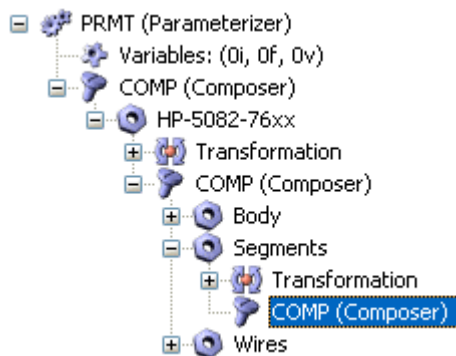 PRMT (Parameterizer)
Variables: (0i, 0f, 0v)
COMP (Composer)
HP-5082-76xx
Transformation
COMP (Composer)
Body
Segments
Transformation
COMP (Composer)
Wires